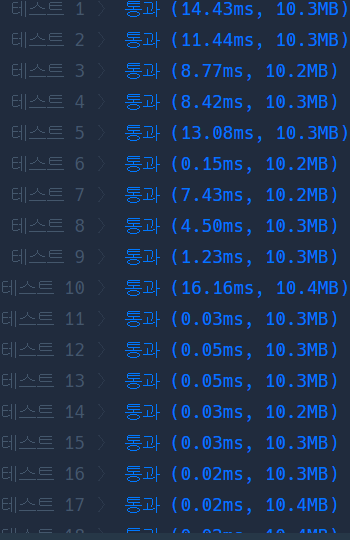 테스트 1 〉 통과 (14.43ms, 10.3MB)
테스트 2 〉 통과 (11.44ms, 10.3MB)
테스트 3 〉 통과 (8.77ms, 10.2MB)
테스트 4 〉 통과 (8.42ms, 10.3MB)
테스트 5 〉 통과 (13.08ms, 10.3MB)
테스트 6 〉 통과 (0.15ms, 10.2MB)
테스트 7 〉 통과 (7.43ms, 10.2MB)
테스트 8 〉 통과 (4.50ms, 10.3MB)
테스트 9 〉 통과 (1.23ms, 10.3MB)
테스트 10 〉 통과 (16.16ms, 10.4MB)
테스트 11 〉 통과 (0.03ms, 10.3MB)
테스트 12 〉 통과 (0.05ms, 10.3MB)
테스트 13 〉 통과 (0.05ms, 10.3MB)
테스트 14 〉 통과 (0.03ms, 10.2MB)
테스트 15 〉 통과 (0.03ms, 10.3MB)
테스트 16 〉 통과 (0.02ms, 10.3MB)
테스트 17 〉 통과 (0.02ms, 10.4MB)
테스트 18 〉 통과